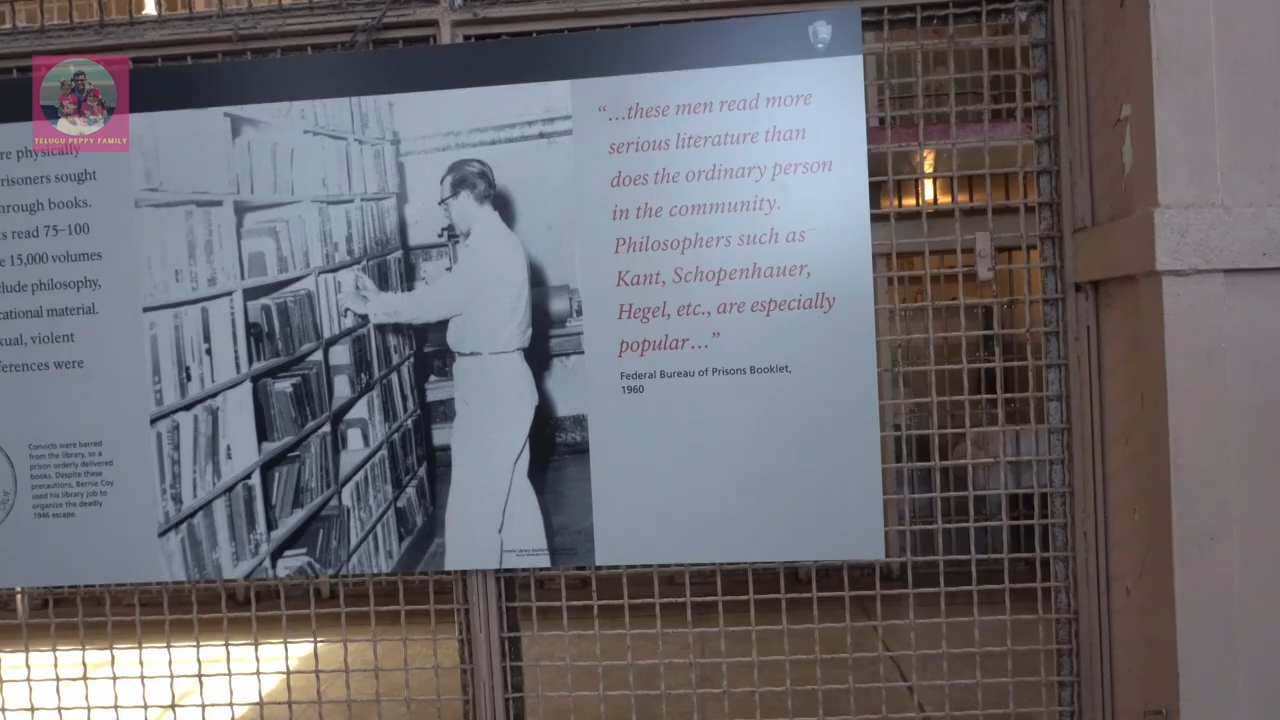 TELUGU PEPPY FAMILY
re physically
risoners sought
hrough books.
s read 75–100
e 15,000 volumes
clude philosophy,
cational material.
xual, violent
ferences were
Convicts were barred
from the library, so a
prison orderly delivered
books. Despite these
precautions, Bernie Coy
used his library job to
organize the deadly
1946 escape.
“...these men read more
serious literature than
does the ordinary person
in the community.
Philosophers such as
Kant, Schopenhauer,
Hegel, etc., are especially
popular...”
Federal Bureau of Prisons Booklet,
1960